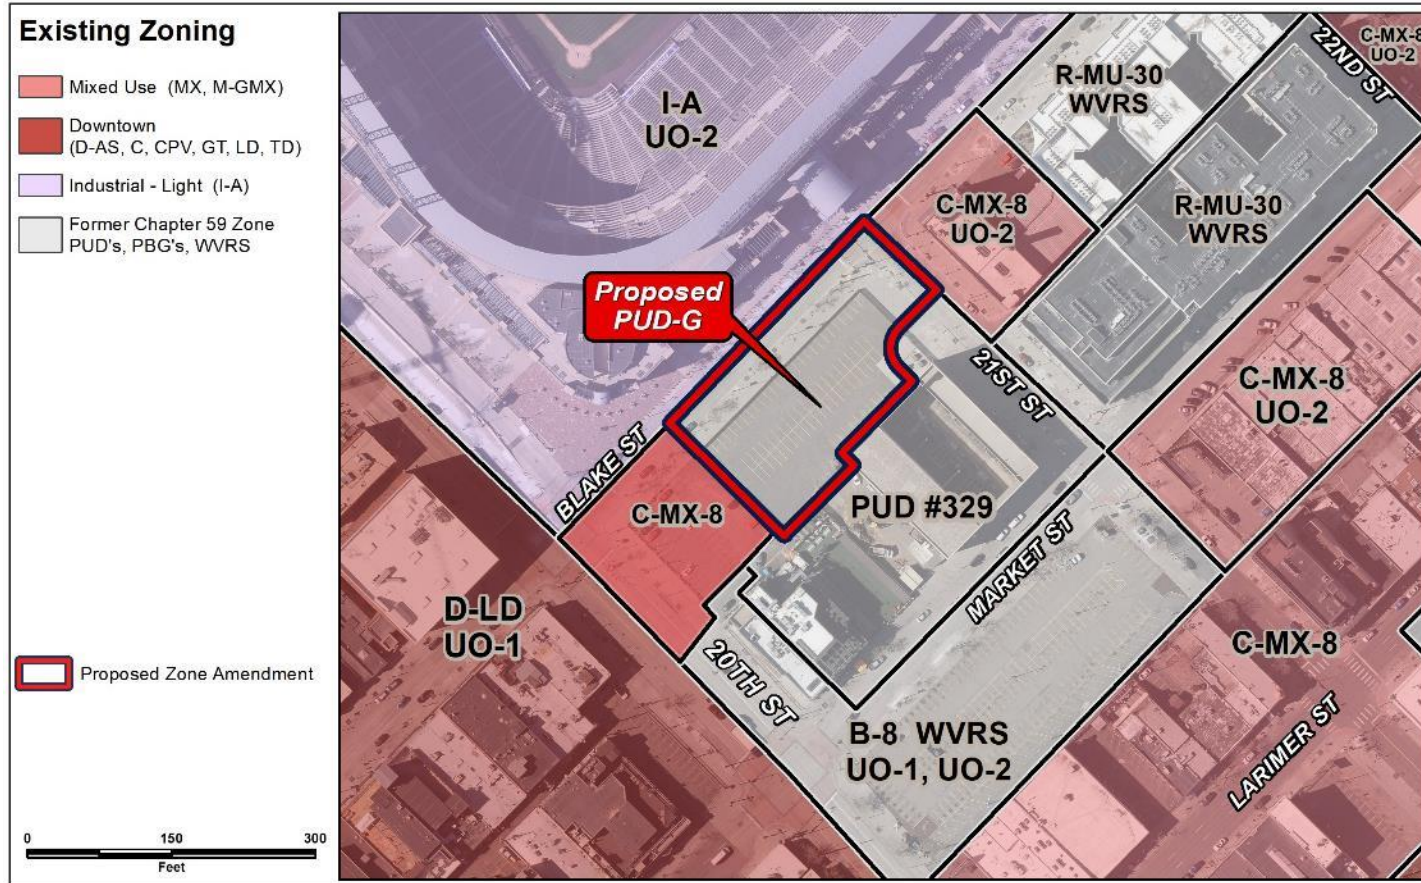 Existing Zoning
Mixed Use (MX, M-GMX)
Downtown
(D-AS, C, CPV, GT, LD, TD)
Industrial - Light (I-A)
Former Chapter 59 Zone
PUD's, PBG's, WVRS
Proposed Zone Amendment
0 150 300
Feet
I-A
UO-2
R-MU-30
WVRS
22ND ST
C-MX-8
UO-2
C-MX-8
UO-2
R-MU-30
WVRS
Proposed
PUD-G
21ST ST
C-MX-8
UO-2
BLAKE ST
C-MX-8
PUD #329
MARKET ST
D-LD
UO-1
20TH ST
C-MX-8
B-8 WVRS
UO-1, UO-2
LARIMER ST